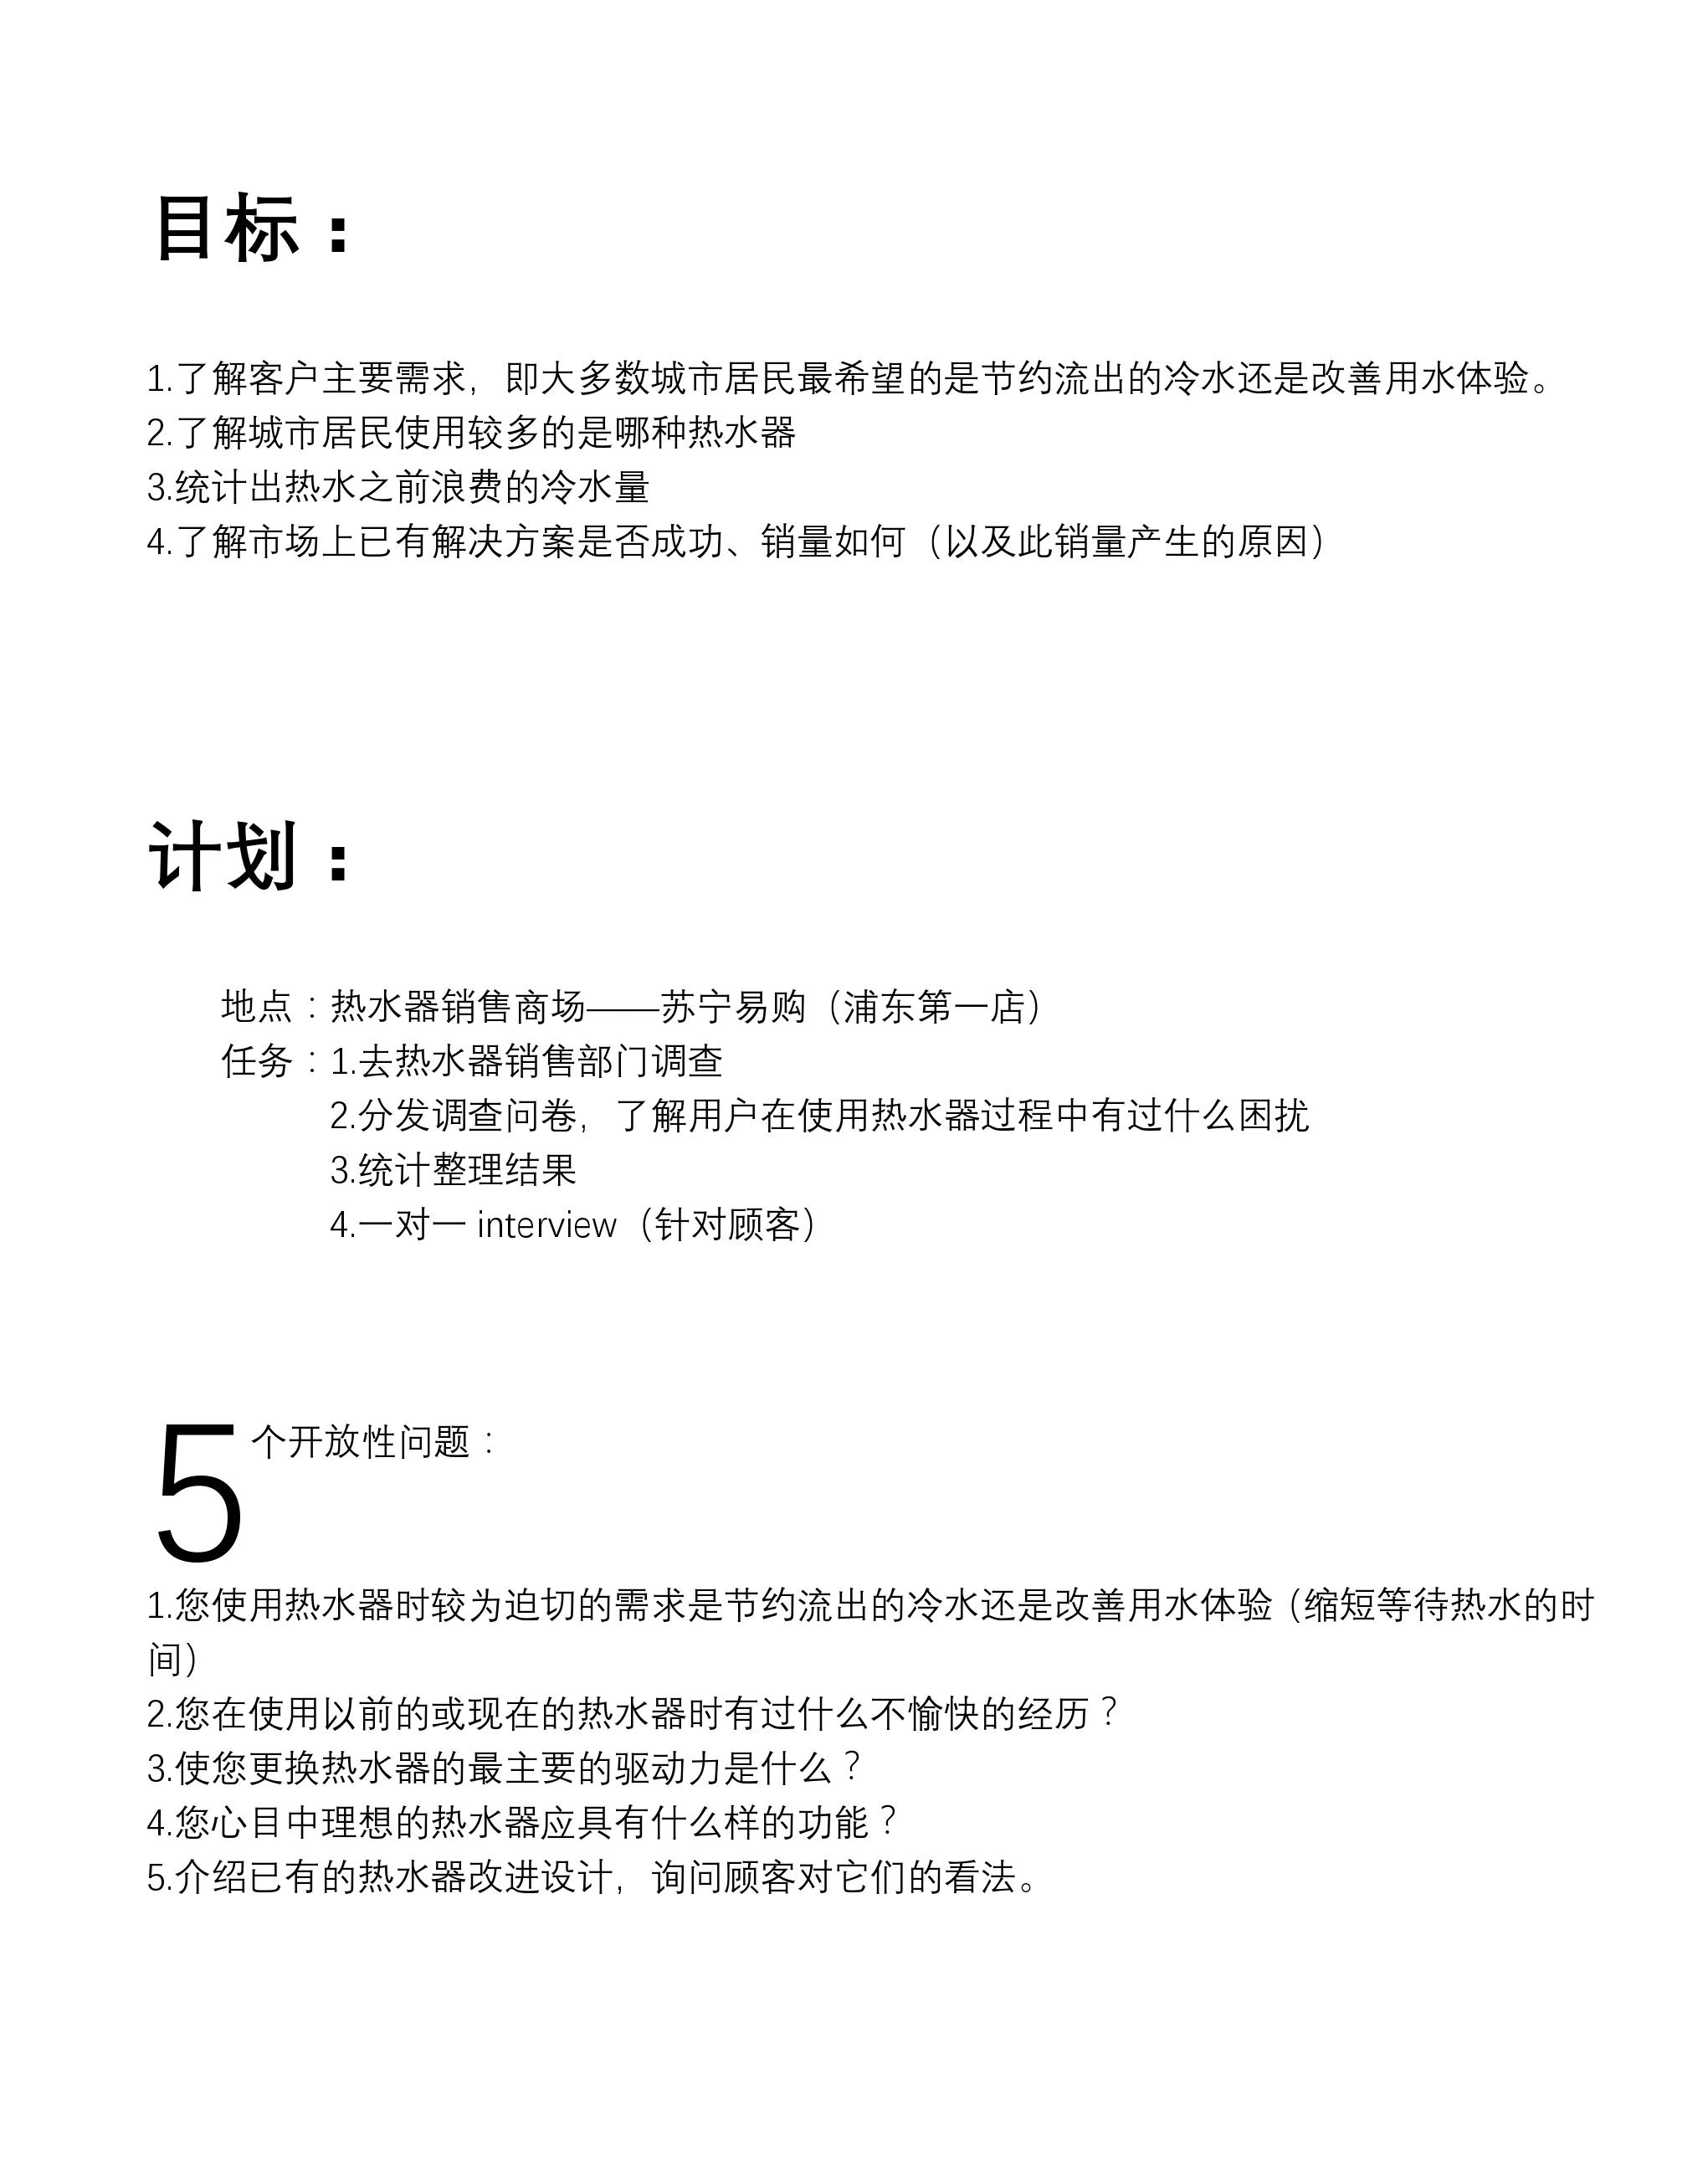 目标：
1.了解客户主要需求，即大多数城市居民最希望的是节约流出的冷水还是改善用水体验。
2.了解城市居民使用较多的是哪种热水器
3.统计出热水之前浪费的冷水量
4.了解市场上已有解决方案是否成功、销量如何（以及此销量产生的原因）
计划：
地点：热水器销售商场——苏宁易购（浦东第一店）
任务：1.去热水器销售部门调查
2.分发调查问卷，了解用户在使用热水器过程中有过什么困扰
3.统计整理结果
4.一对一 interview（针对顾客）
5个开放性问题：
1.您使用热水器时较为迫切的需求是节约流出的冷水还是改善用水体验（缩短等待热水的时
间）
2.您在使用以前的或现在的热水器时有过什么不愉快的经历？
3.使您更换热水器的最主要的驱动力是什么？
4.您心目中理想的热水器应具有什么样的功能？
5.介绍已有的热水器改进设计，询问顾客对它们的看法。